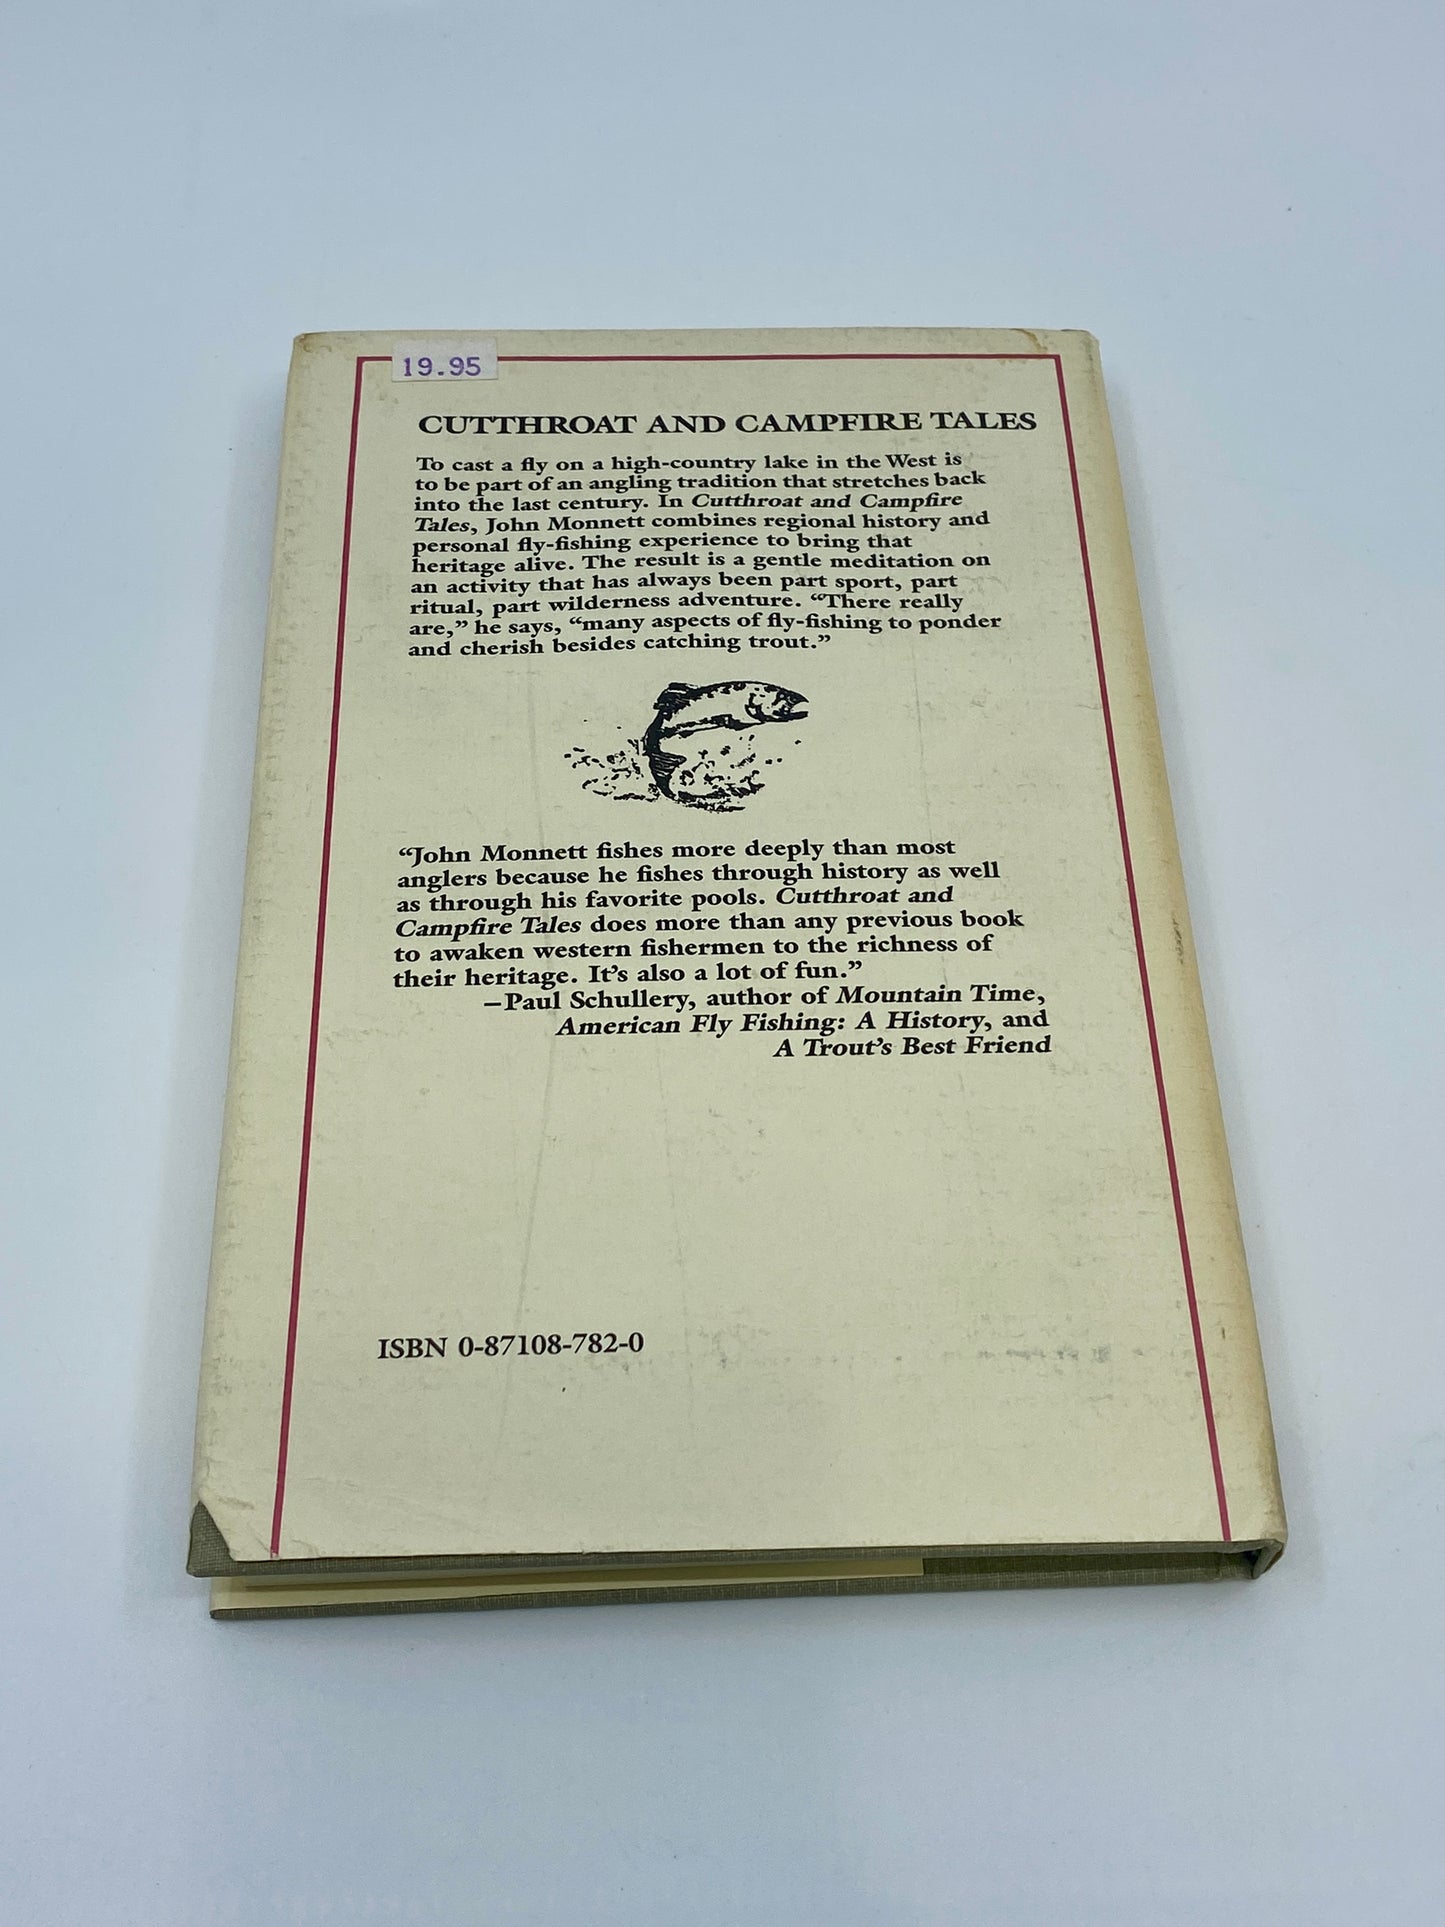 19.95
CUTTHROAT AND CAMPFIRE TALES
To cast a fly on a high-country lake in the West is
to be part of an angling tradition that stretches back
into the last century. In Cutthroat and Campfire
Tales, John Monnett combines regional history and
personal fly-fishing experience to bring that
heritage alive. The result is a gentle meditation on
an activity that has always been part sport, part
ritual, part wilderness adventure. “There really
are,” he says, “many aspects of fly-fishing to ponder
and cherish besides catching trout.”
“John Monnett fishes more deeply than most
anglers because he fishes through history as well
as through his favorite pools. Cutthroat and
Campfire Tales does more than any previous book
to awaken western fishermen to the richness of
their heritage. It’s also a lot of fun.”
—Paul Schullery, author of Mountain Time,
American Fly Fishing: A History, and
A Trout’s Best Friend
ISBN 0-87108-782-0